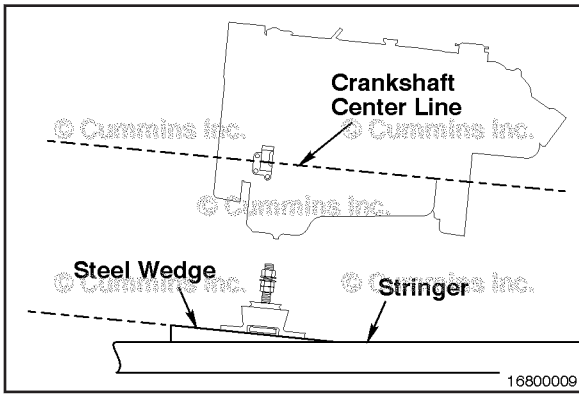 Crankshaft
Center Line
© Cummins Inc.
© Cummins Inc.
© Cummins Inc.
Steel Wedge
© Cummins Inc.
© Cummins Inc.
Stringer
16800009